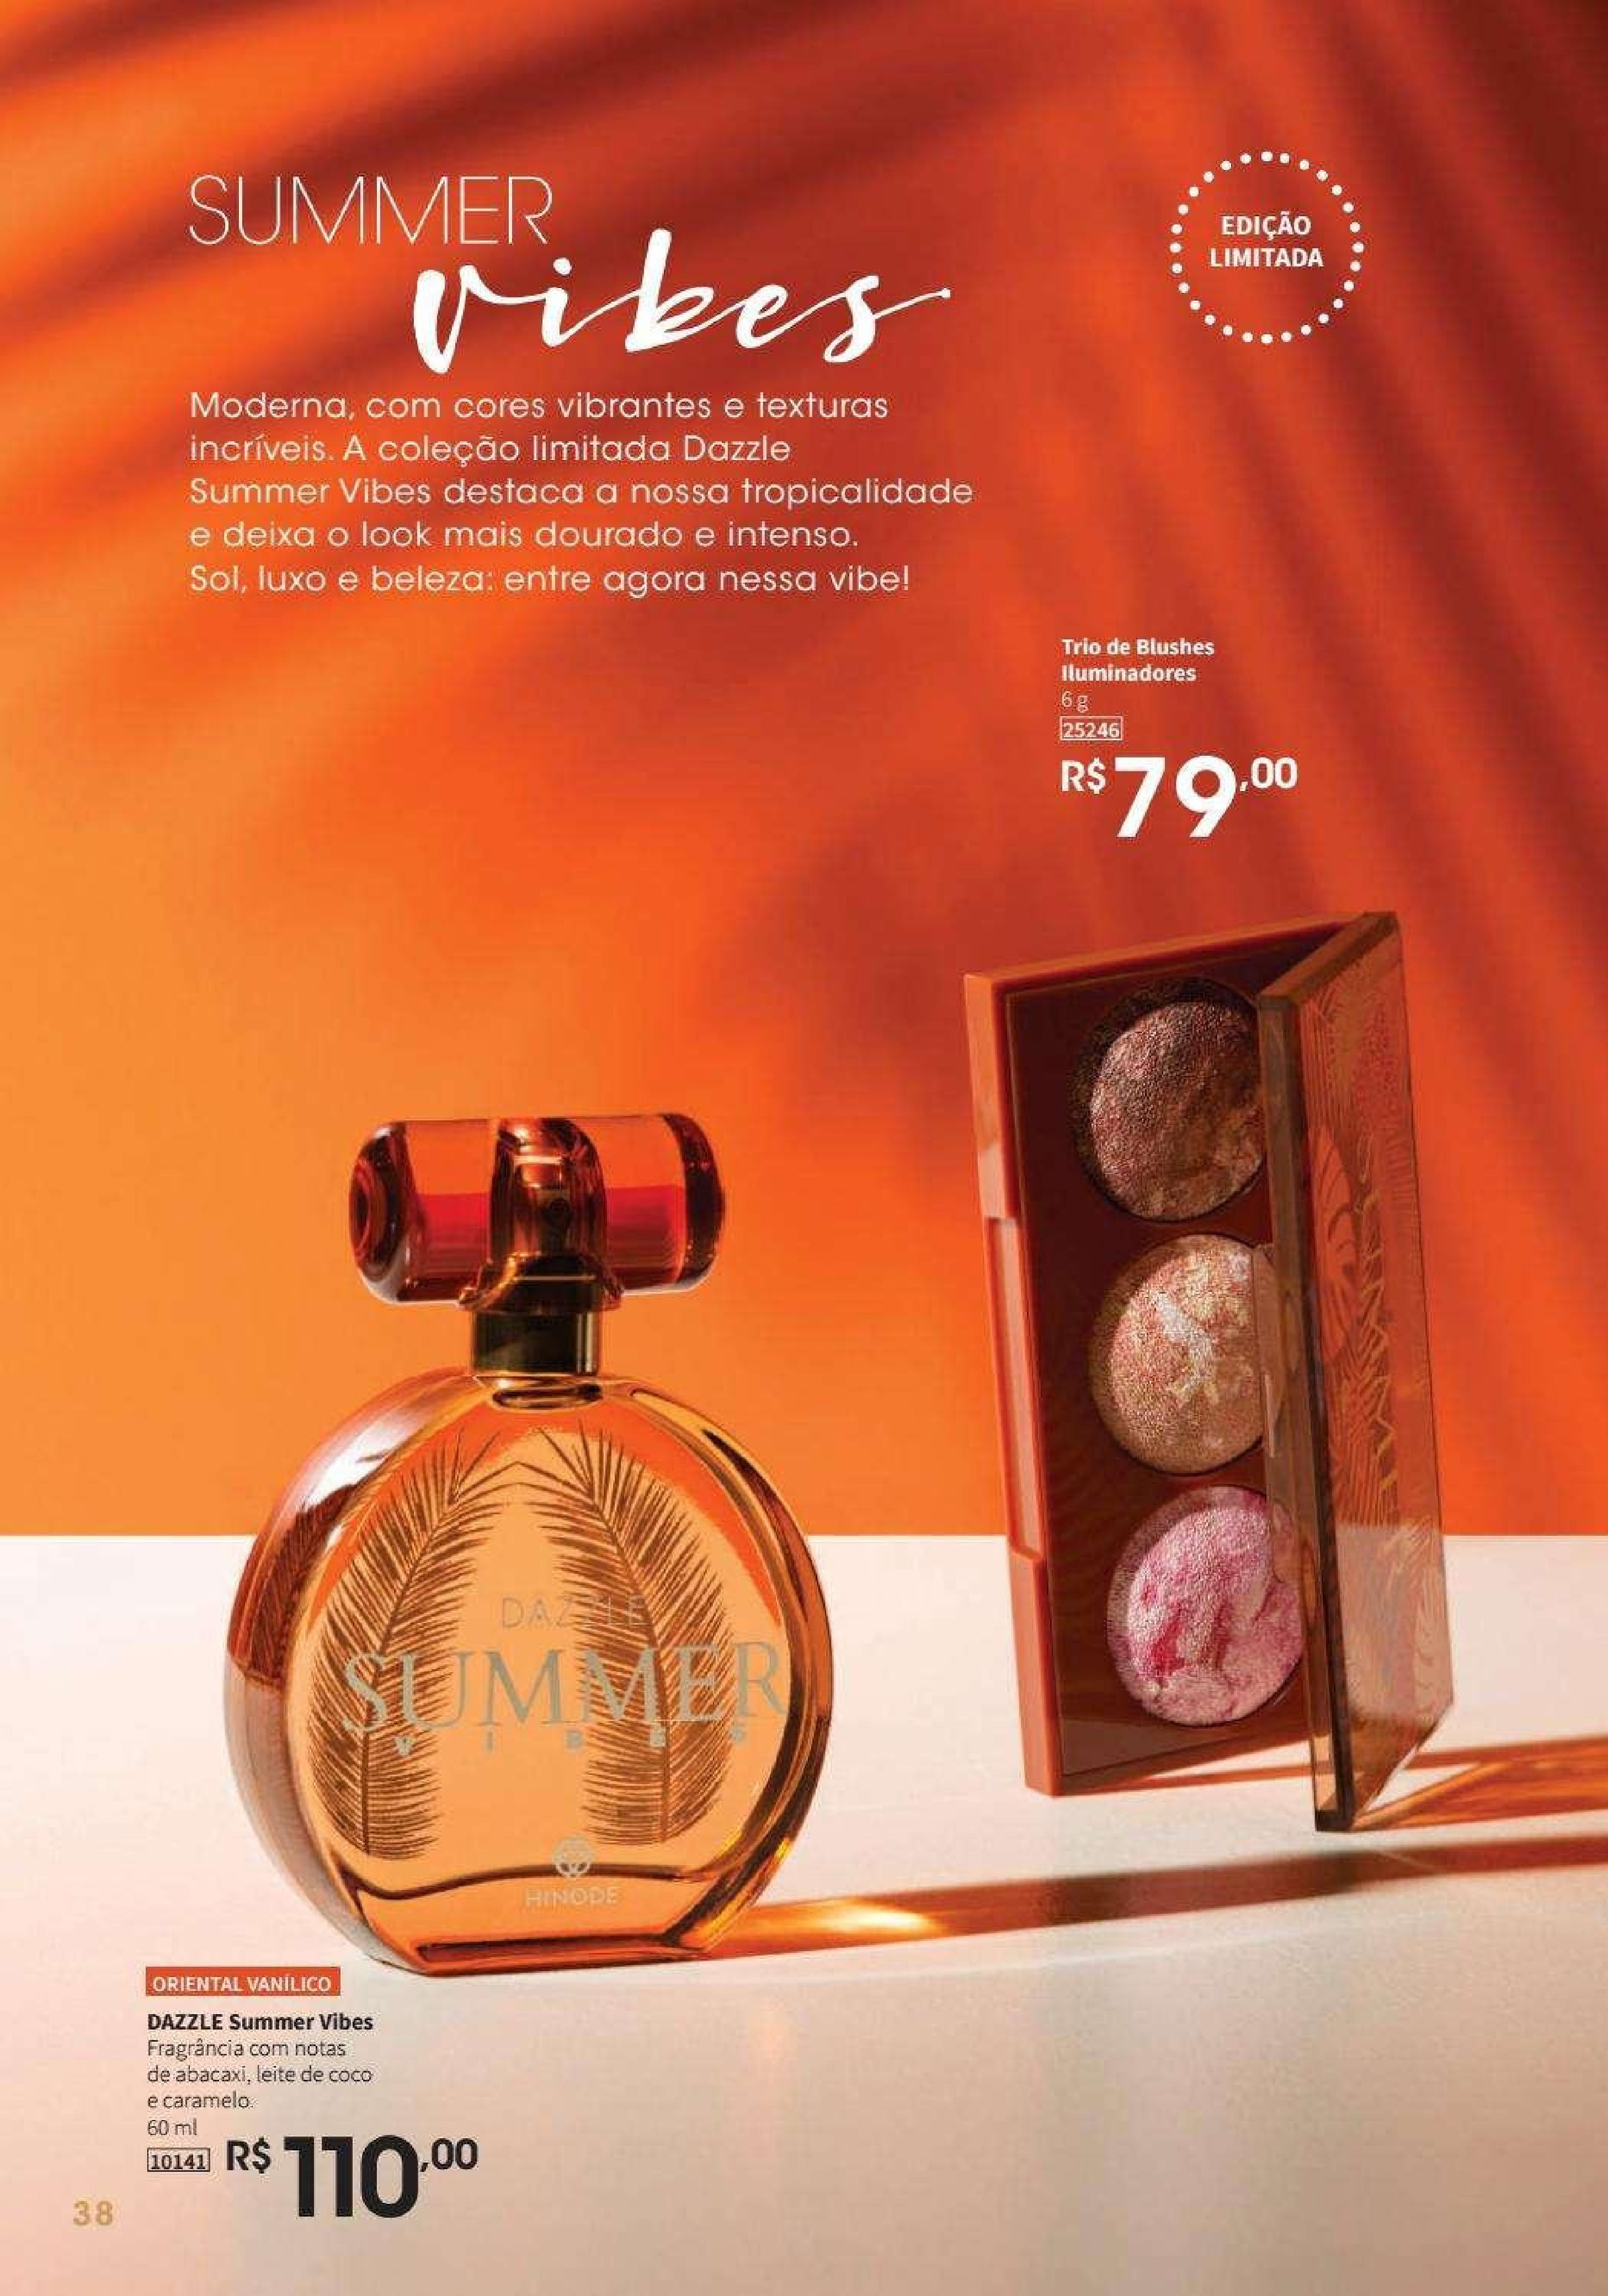 SUMMER
vibes
EDIÇÃO
LIMITADA
Moderna, com cores vibrantes e texturas
incríveis. A coleção limitada Dazzle
Summer Vibes destaca a nossa tropicalidade
e deixa o look mais dourado e intenso.
Sol, luxo e beleza: entre agora nessa vibe!
Trio de Blushes
Iluminadores
6 g
25246
R$79,00
SUMMER
DAZZLE
SUMMER
VIBES
HINODE
ORIENTAL VANÍLICO
DAZZLE Summer Vibes
Fragrância com notas
de abacaxi, leite de coco
e caramelo.
60 ml
10141 R$110,00
38